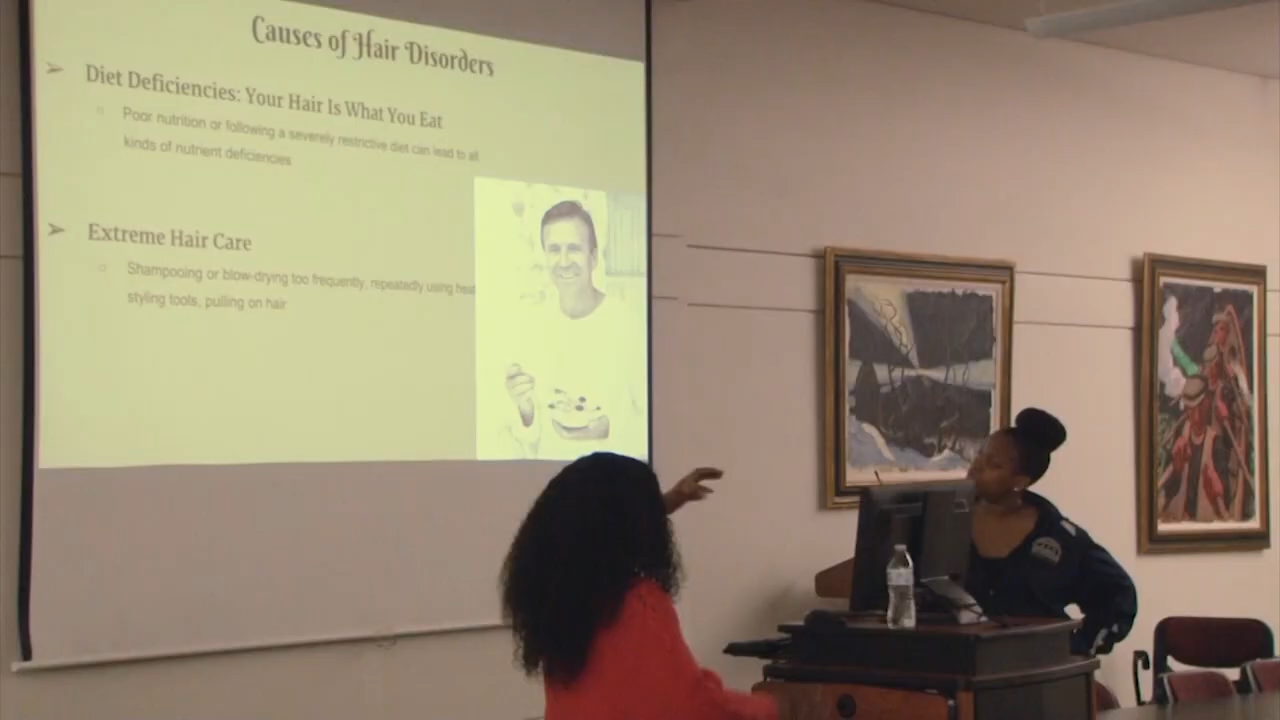 Causes of Hair Disorders
➤ Diet Deficiencies: Your Hair Is What You Eat
○ Poor nutrition or following a severely restrictive diet can lead to all
kinds of nutrient deficiencies
➤ Extreme Hair Care
○ Shampooing or blow-drying too frequently, repeatedly using heat
styling tools, pulling on hair